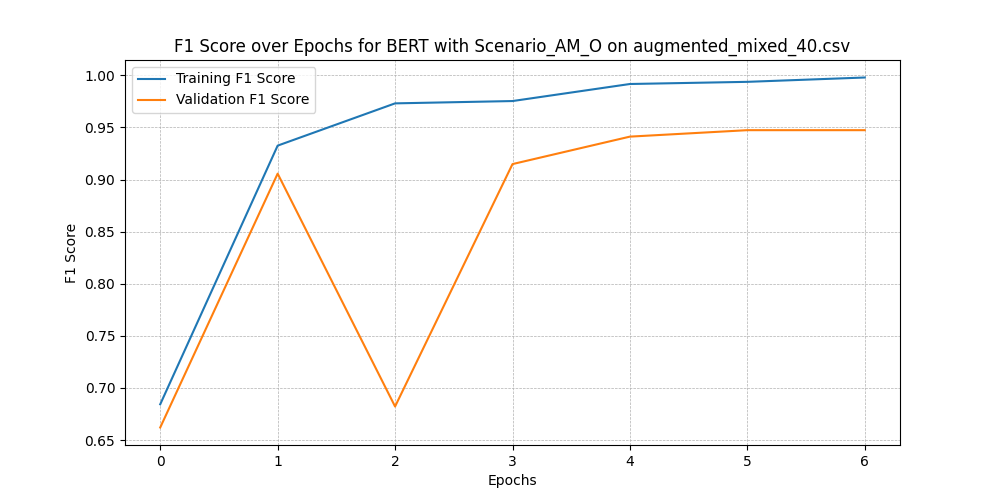 F1 Score over Epochs for BERT with Scenario_AM_O on augmented_mixed_40.csv
Training F1 Score
Validation F1 Score
F1 Score
1.00
0.95
0.90
0.85
0.80
0.75
0.70
0.65
0 1 2 3 4 5 6
Epochs